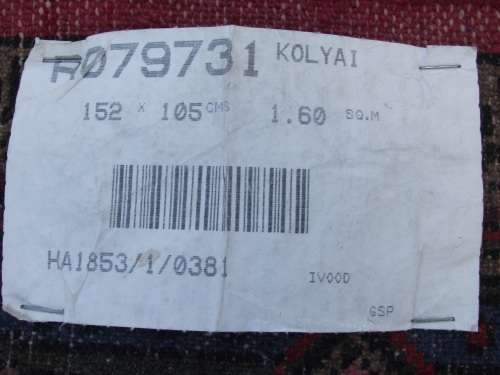 R079731 KOLYAI
152 x 105 CMS 1.60 SQ.M
HA1853/1/0381
IVOOD
GSP